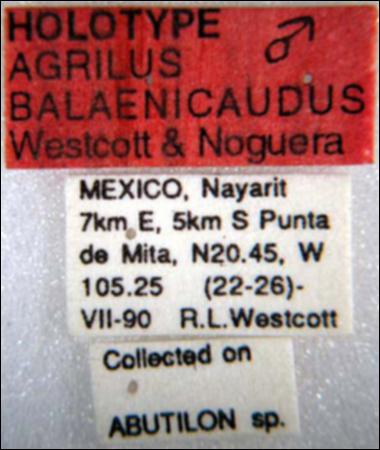 HOLOTYPE ♂
AGRILUS
BALAENICAUDUS
Westcott & Noguera
MEXICO, Nayarit
7km E, 5km S Punta
de Mita, N20.45, W
105.25 (22-26)-
VII-90 R.L.Westcott
Collected on
ABUTILON sp.